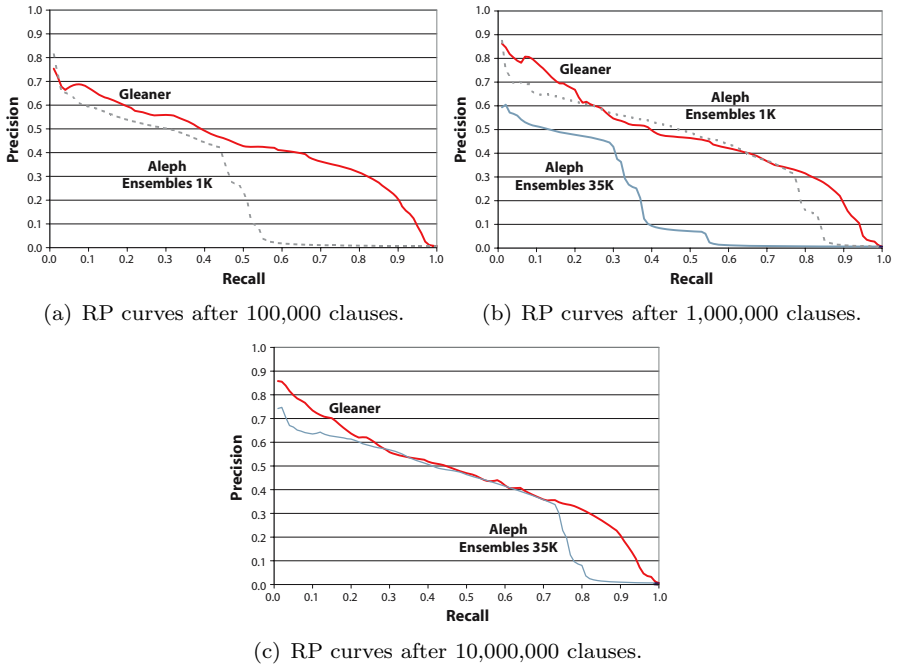 1.0
0.9
0.8
0.7
0.6
0.5
0.4
0.3
0.2
0.1
0.0
Precision
Gleaner
Aleph
Ensembles 1K
0.0 0.1 0.2 0.3 0.4 0.5 0.6 0.7 0.8 0.9 1.0
Recall
(a) RP curves after 100,000 clauses.
1.0
0.9
0.8
0.7
0.6
0.5
0.4
0.3
0.2
0.1
0.0
Precision
Gleaner
Aleph
Ensembles 1K
Aleph
Ensembles 35K
0.0 0.1 0.2 0.3 0.4 0.5 0.6 0.7 0.8 0.9 1.0
Recall
(b) RP curves after 1,000,000 clauses.
1.0
0.9
0.8
0.7
0.6
0.5
0.4
0.3
0.2
0.1
0.0
Precision
Gleaner
Aleph
Ensembles 35K
0.0 0.1 0.2 0.3 0.4 0.5 0.6 0.7 0.8 0.9 1.0
Recall
(c) RP curves after 10,000,000 clauses.